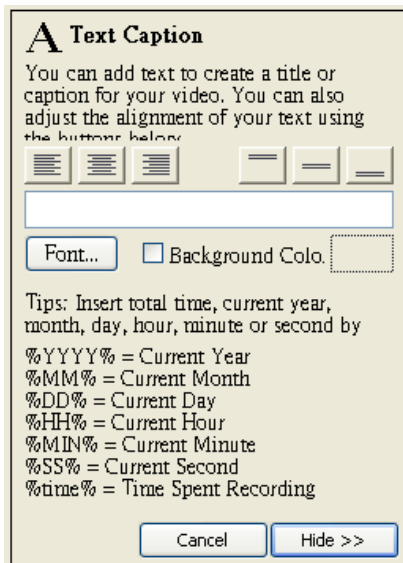 A Text Caption
You can add text to create a title or
caption for your video. You can also
adjust the alignment of your text using
the buttons below
Font...
Background Colo.
Tips: Insert total time, current year,
month, day, hour, minute or second by
%YYYY% = Current Year
%MM% = Current Month
%DD% = Current Day
%HH% = Current Hour
%MIN% = Current Minute
%SS% = Current Second
%time% = Time Spent Recording
Cancel
Hide >>